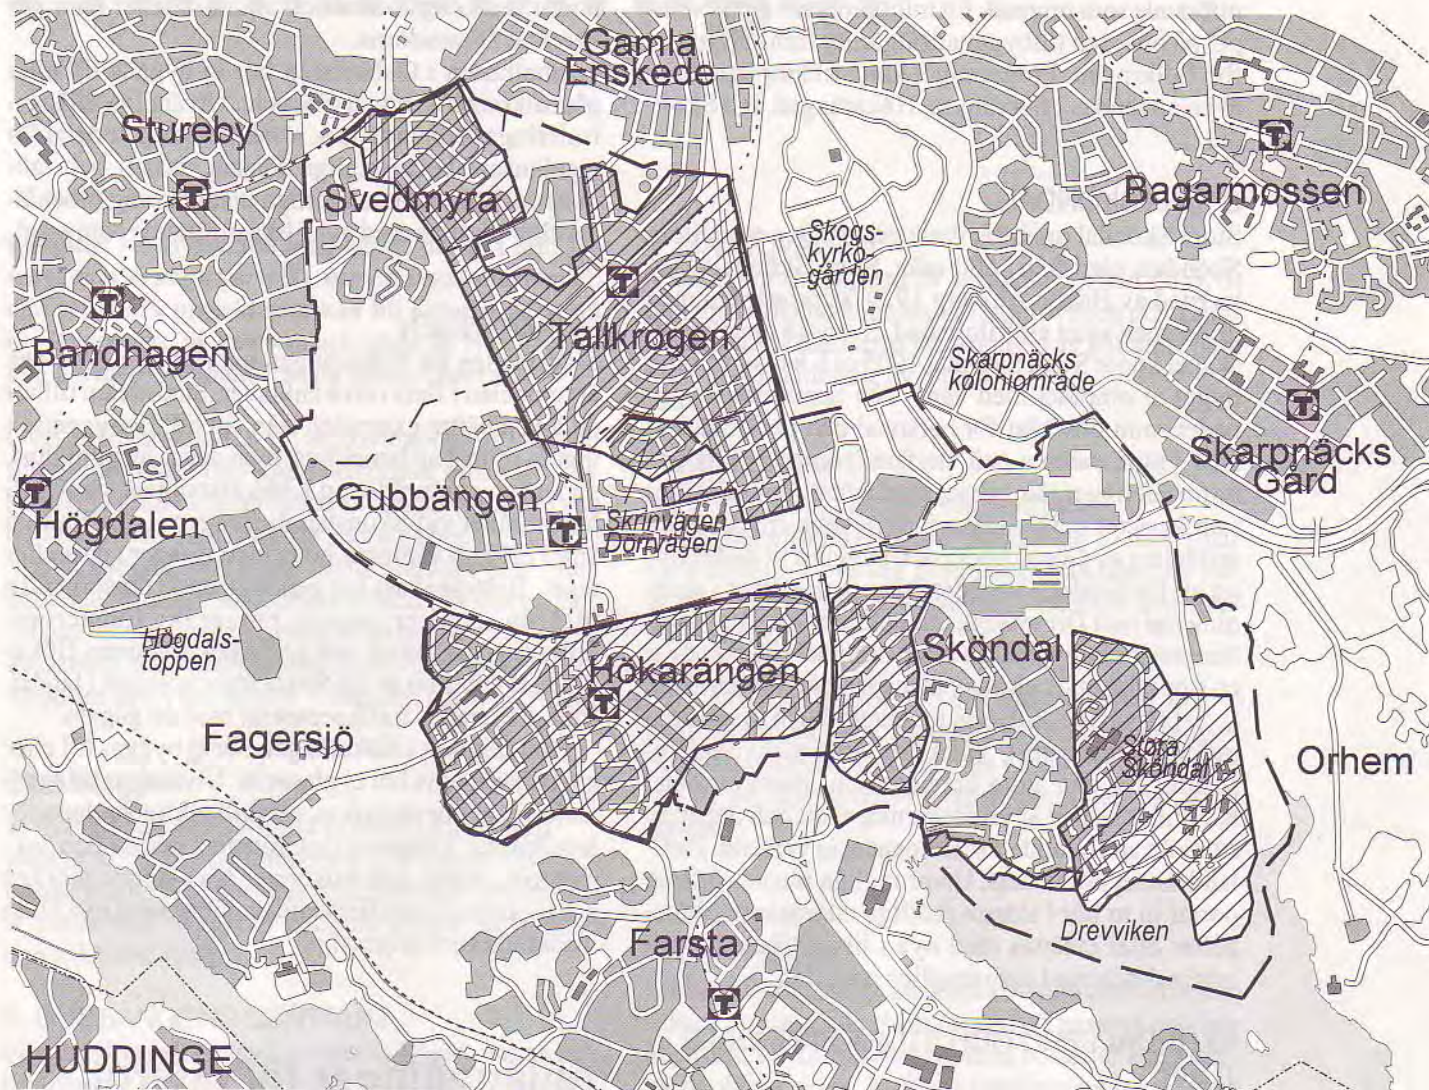 Gamla
Enskede
Stureby
Svedmyra
Bagarmossen
Skogs-
kyrko-
gården
Tallkrogen
Bandhagen
Skarpnäcks
koloniområde
Skarpnäcks
Gård
Gubbängen
Högdalen
Skrinvägen
Dörrvägen
Högdals-
toppen
Sköndal
Hökarängen
Fagersjö
Stora
Sköndal
Orhem
Drevviken
Farsta
HUDDINGE
T
T
T
T
T
T
T
T
T